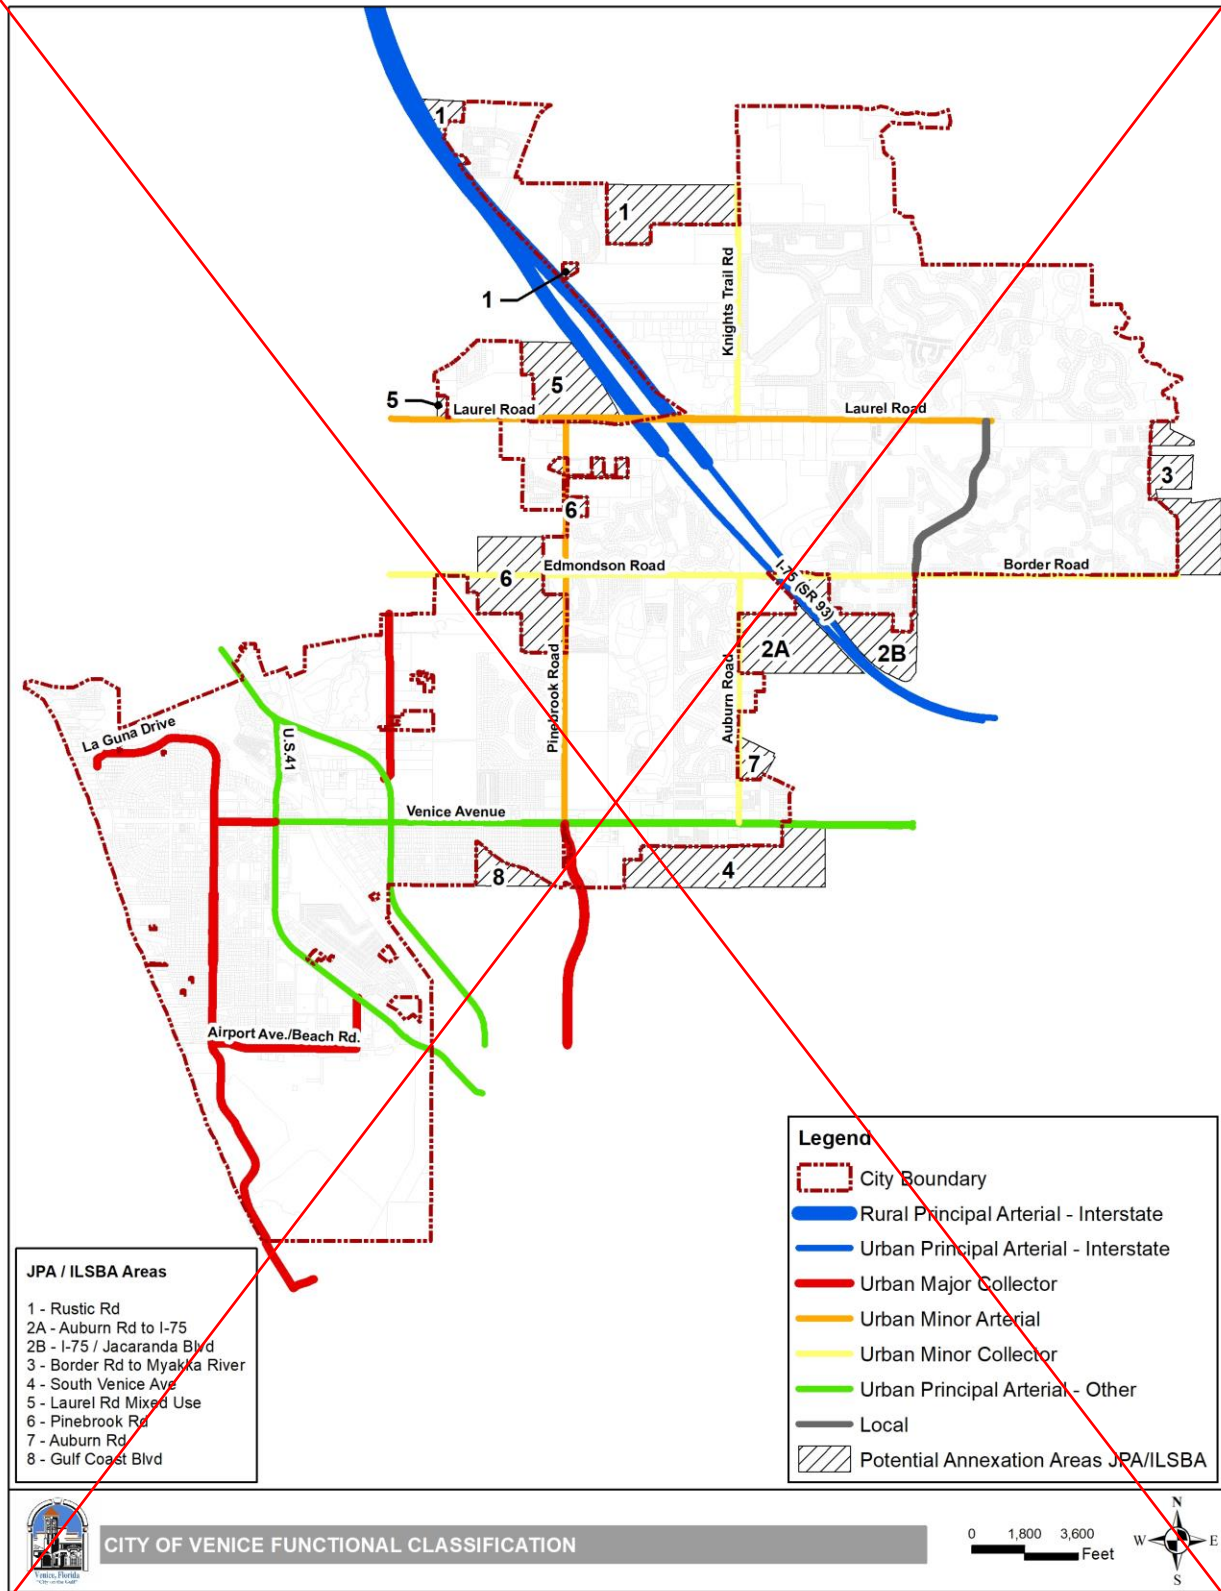 1
1
1
Knights Trail Rd
5
5
Laurel Road
Laurel Road
3
6
6
Edmondson Road
I-75 (SR 93)
Border Road
2A
2B
Pinebrook Road
Auburn Road
La Guna Drive
U.S.41
7
Venice Avenue
8
4
Airport Ave./Beach Rd.
Legend
City Boundary
Rural Principal Arterial - Interstate
Urban Principal Arterial - Interstate
Urban Major Collector
Urban Minor Arterial
Urban Minor Collector
Urban Principal Arterial - Other
Local
Potential Annexation Areas JPA/ILSBA
JPA / ILSBA Areas
1 - Rustic Rd
2A - Auburn Rd to I-75
2B - I-75 / Jacaranda Blvd
3 - Border Rd to Myakka River
4 - South Venice Ave
5 - Laurel Rd Mixed Use
6 - Pinebrook Rd
7 - Auburn Rd
8 - Gulf Coast Blvd
Venice, Florida
"City on the Gulf"
CITY OF VENICE FUNCTIONAL CLASSIFICATION
0 1,800 3,600
Feet
N
W E
S